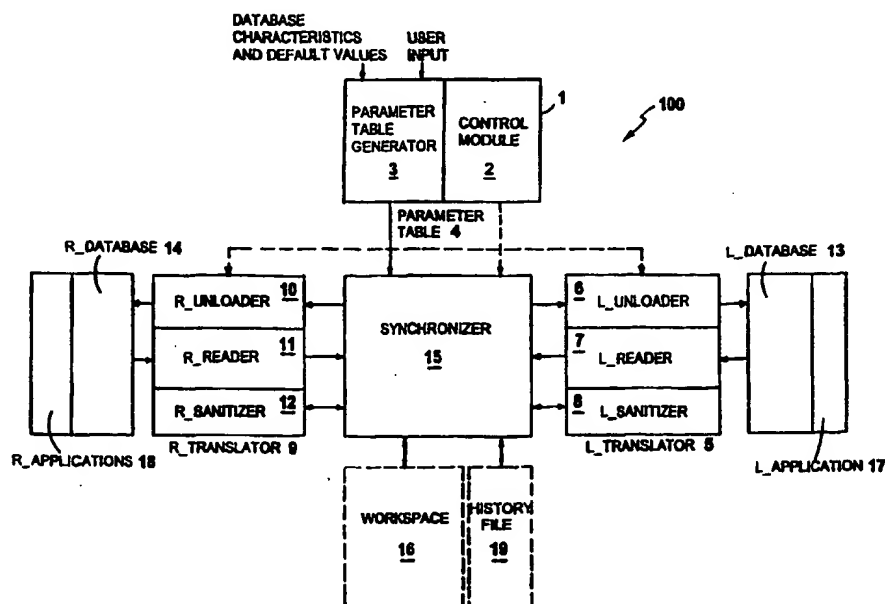 DATABASE
CHARACTERISTICS
AND DEFAULT VALUES
USER
INPUT
PARAMETER
TABLE
GENERATOR
3
CONTROL
MODULE
2
1
100
PARAMETER
TABLE 4
R_DATABASE 14
L_DATABASE 13
10
R_UNLOADER
R_READER
11
R_SANITIZER
12
R_TRANSLATOR 9
SYNCHRONIZER
15
6
L_UNLOADER
7
L_READER
8
L_SANITIZER
L_TRANSLATOR 5
R_APPLICATIONS 18
L_APPLICATION 17
WORKSPACE
16
HISTORY
FILE
19